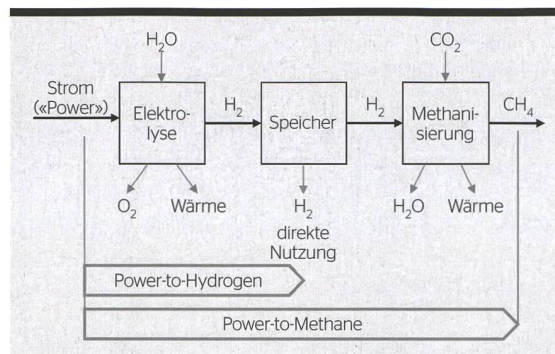 H₂O
CO₂
Strom
(«Power»)
Elektro-
lyse
H₂
Speicher
H₂
Methani-
sierung
CH₄
O₂
Wärme
H₂
direkte
Nutzung
H₂O
Wärme
Power-to-Hydrogen
Power-to-Methane